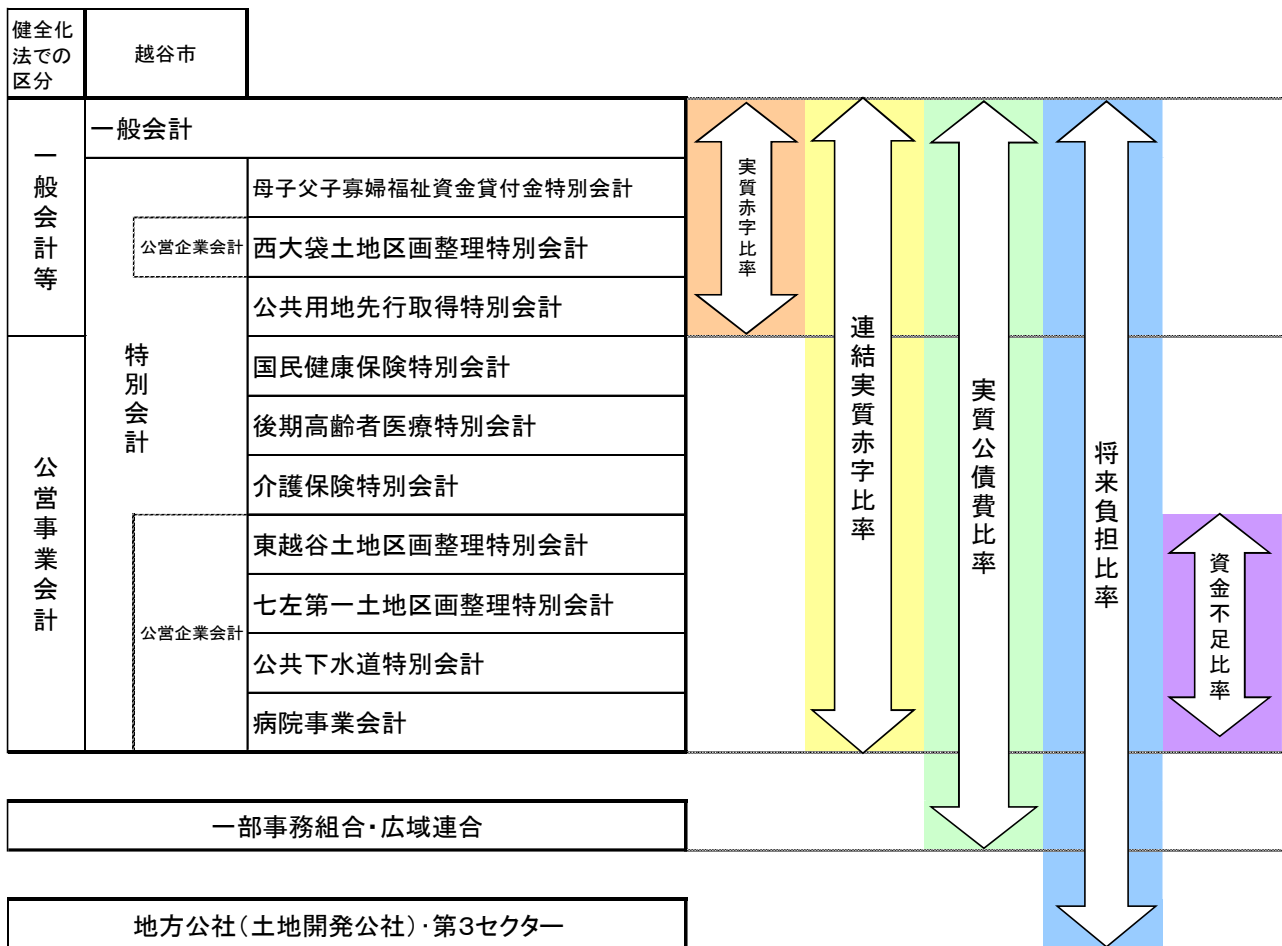 健全化
法での
区分
越谷市
一般会計等
一般会計
特別会計
母子父子寡婦福祉資金貸付金特別会計
公営企業会計
西大袋土地区画整理特別会計
公共用地先行取得特別会計
公営事業会計
国民健康保険特別会計
後期高齢者医療特別会計
介護保険特別会計
公営企業会計
東越谷土地区画整理特別会計
七左第一土地区画整理特別会計
公共下水道特別会計
病院事業会計
実質赤字比率
連結実質赤字比率
実質公債費比率
将来負担比率
資金不足比率
一部事務組合・広域連合
地方公社(土地開発公社)・第3セクター